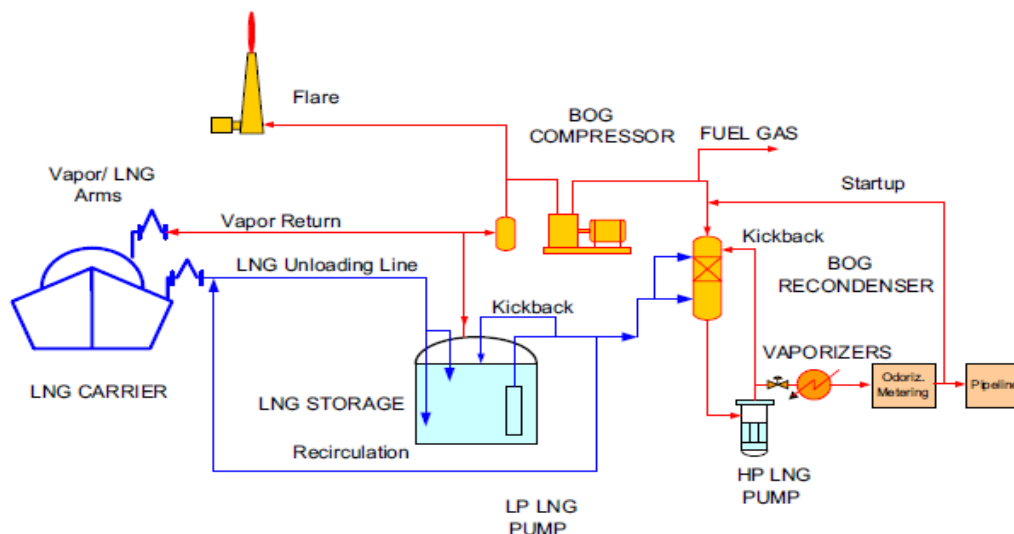 Flare
BOG
COMPRESSOR
FUEL GAS
Vapor/ LNG
Arms
Startup
Vapor Return
Kickback
LNG Unloading Line
BOG
RECONDENSER
Kickback
VAPORIZERS
LNG CARRIER
LNG STORAGE
Odoriz.
Metering
Pipeline
Recirculation
HP LNG
PUMP
LP LNG
PUMP